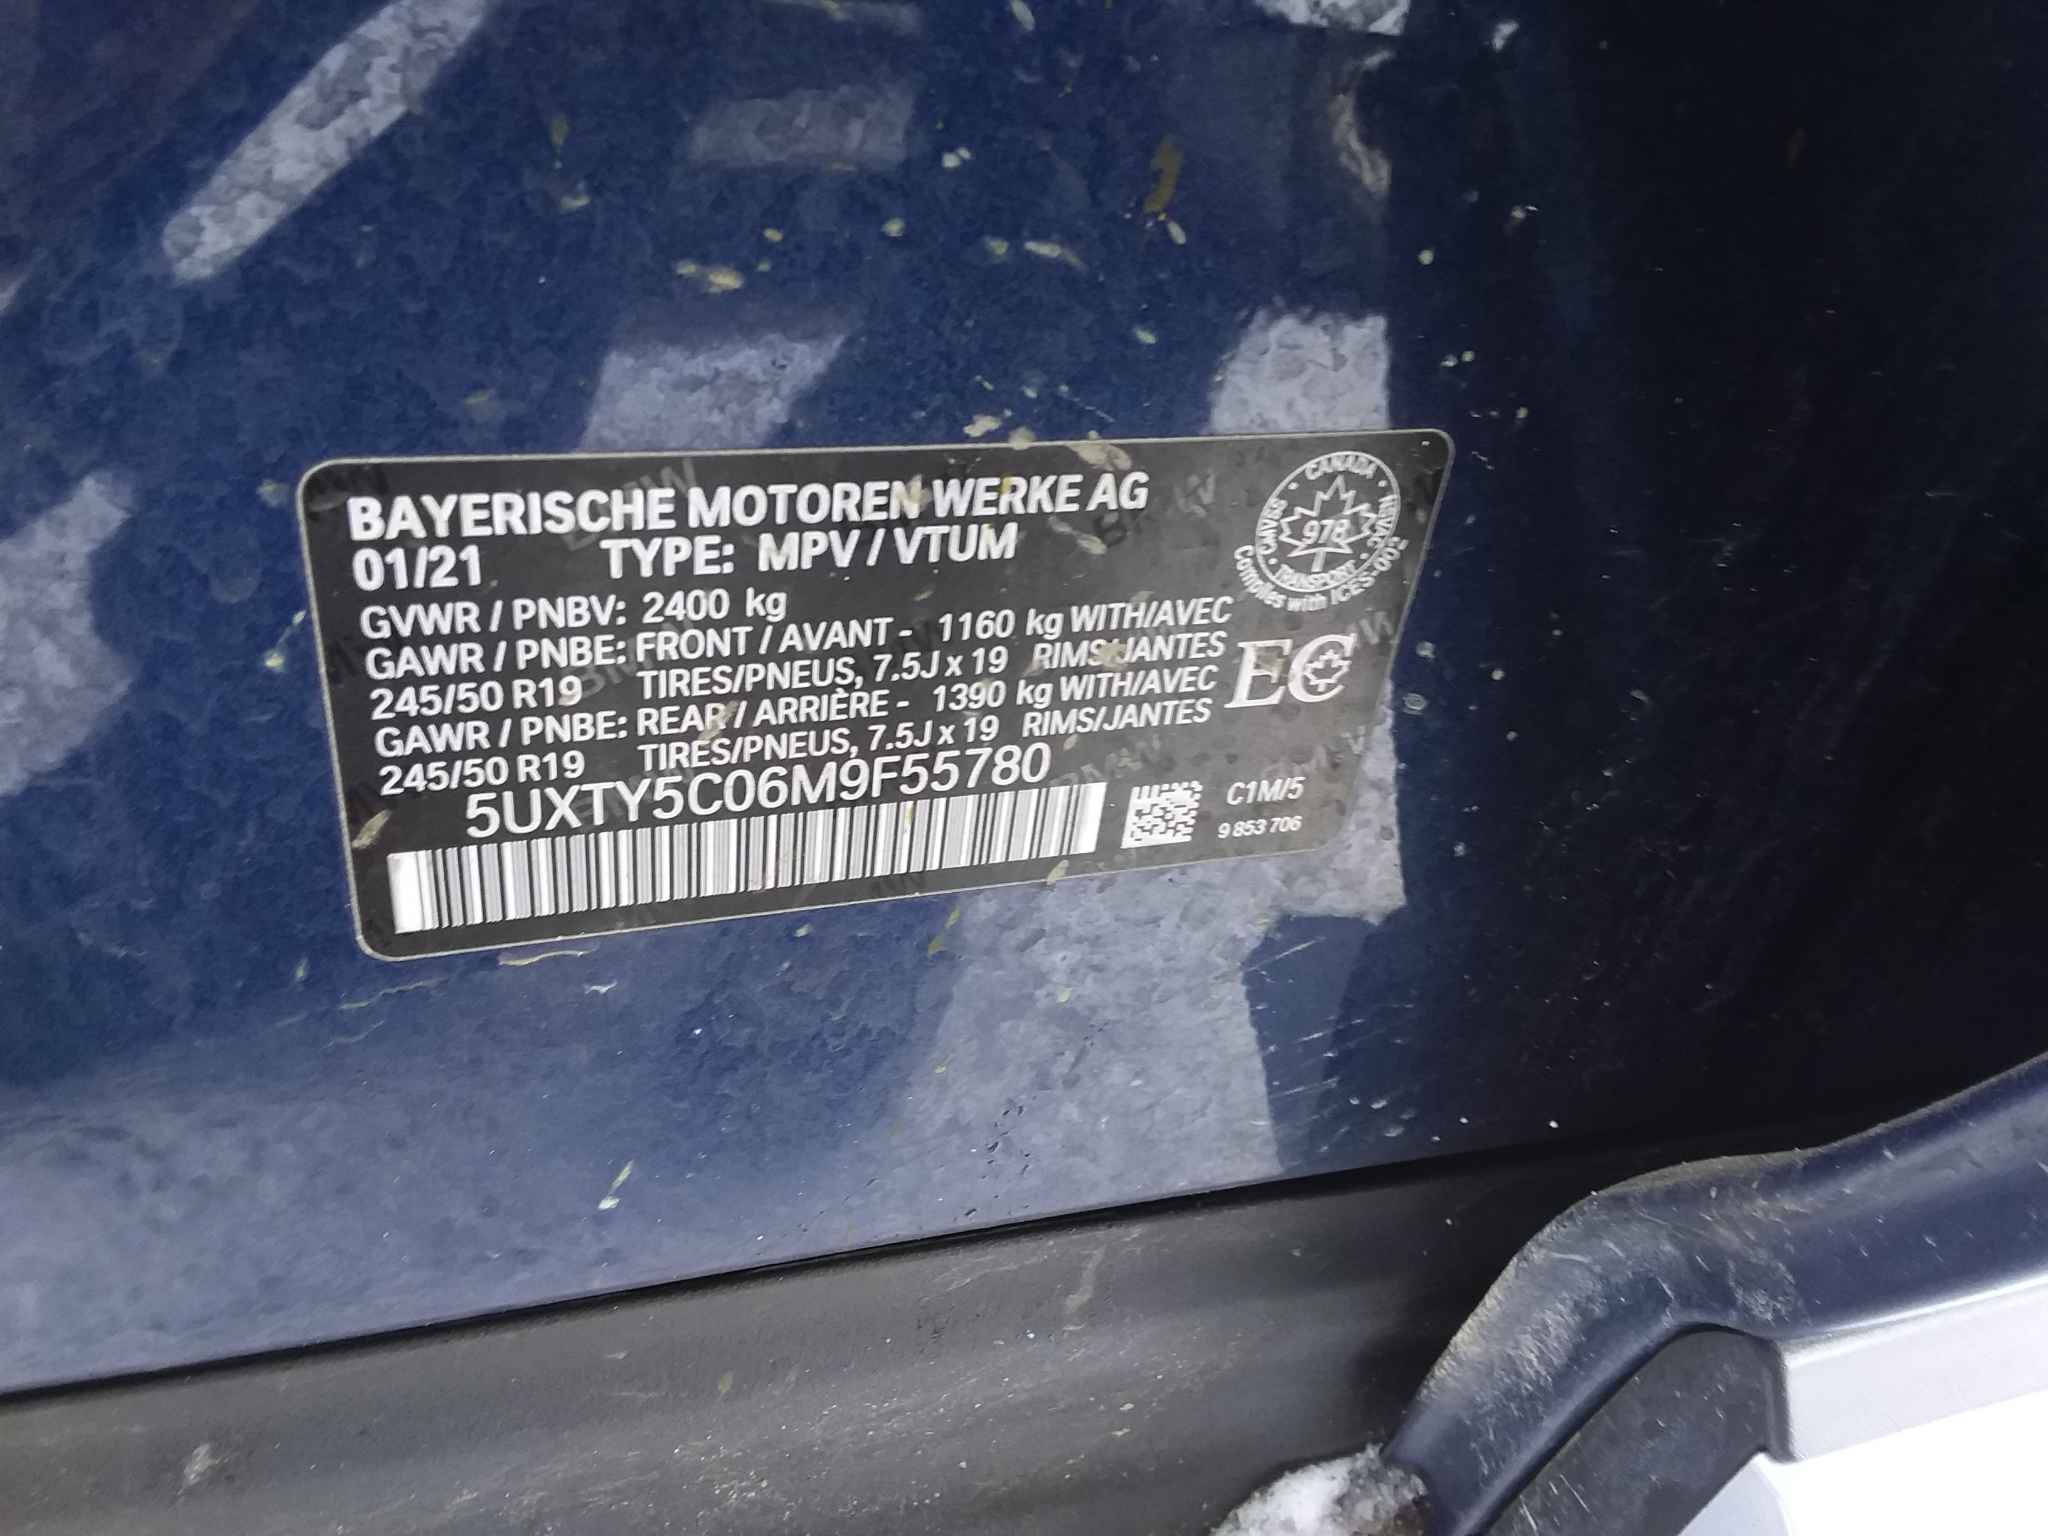 BAYERISCHE MOTOREN WERKE AG
01/21 TYPE: MPV / VTUM
GVWR / PNBV: 2400 kg
GAWR / PNBE: FRONT / AVANT - 1160 kg WITH/AVEC
245/50 R19 TIRES/PNEUS, 7.5J x 19 RIMS/JANTES
GAWR / PNBE: REAR / ARRIÈRE - 1390 kg WITH/AVEC
245/50 R19 TIRES/PNEUS, 7.5J x 19 RIMS/JANTES
5UXTY5C06M9F55780
CANADA
CMVSS
NSVAC
978
TRANSPORT
Complies with ICES-002
EC
C1M/5
9 853 706